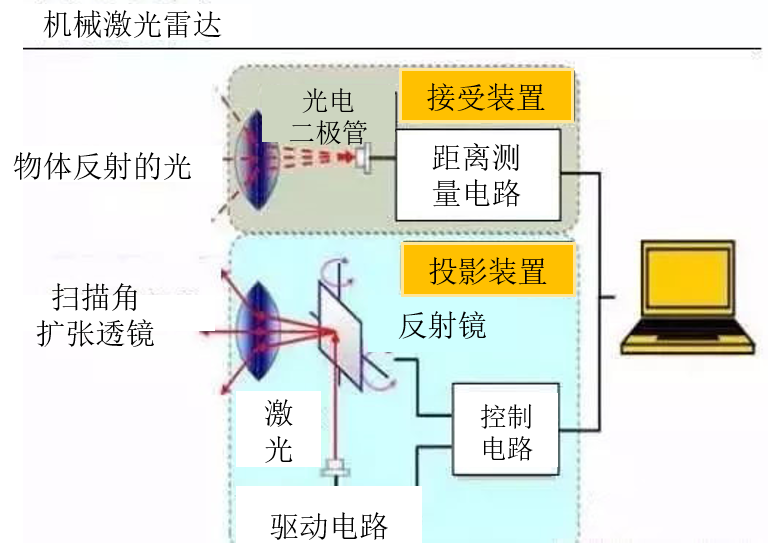 机械激光雷达
光电
二极管
接受装置
物体反射的光
距离测
量电路
投影装置
扫描角
扩张透镜
反射镜
激
光
控制
电路
驱动电路